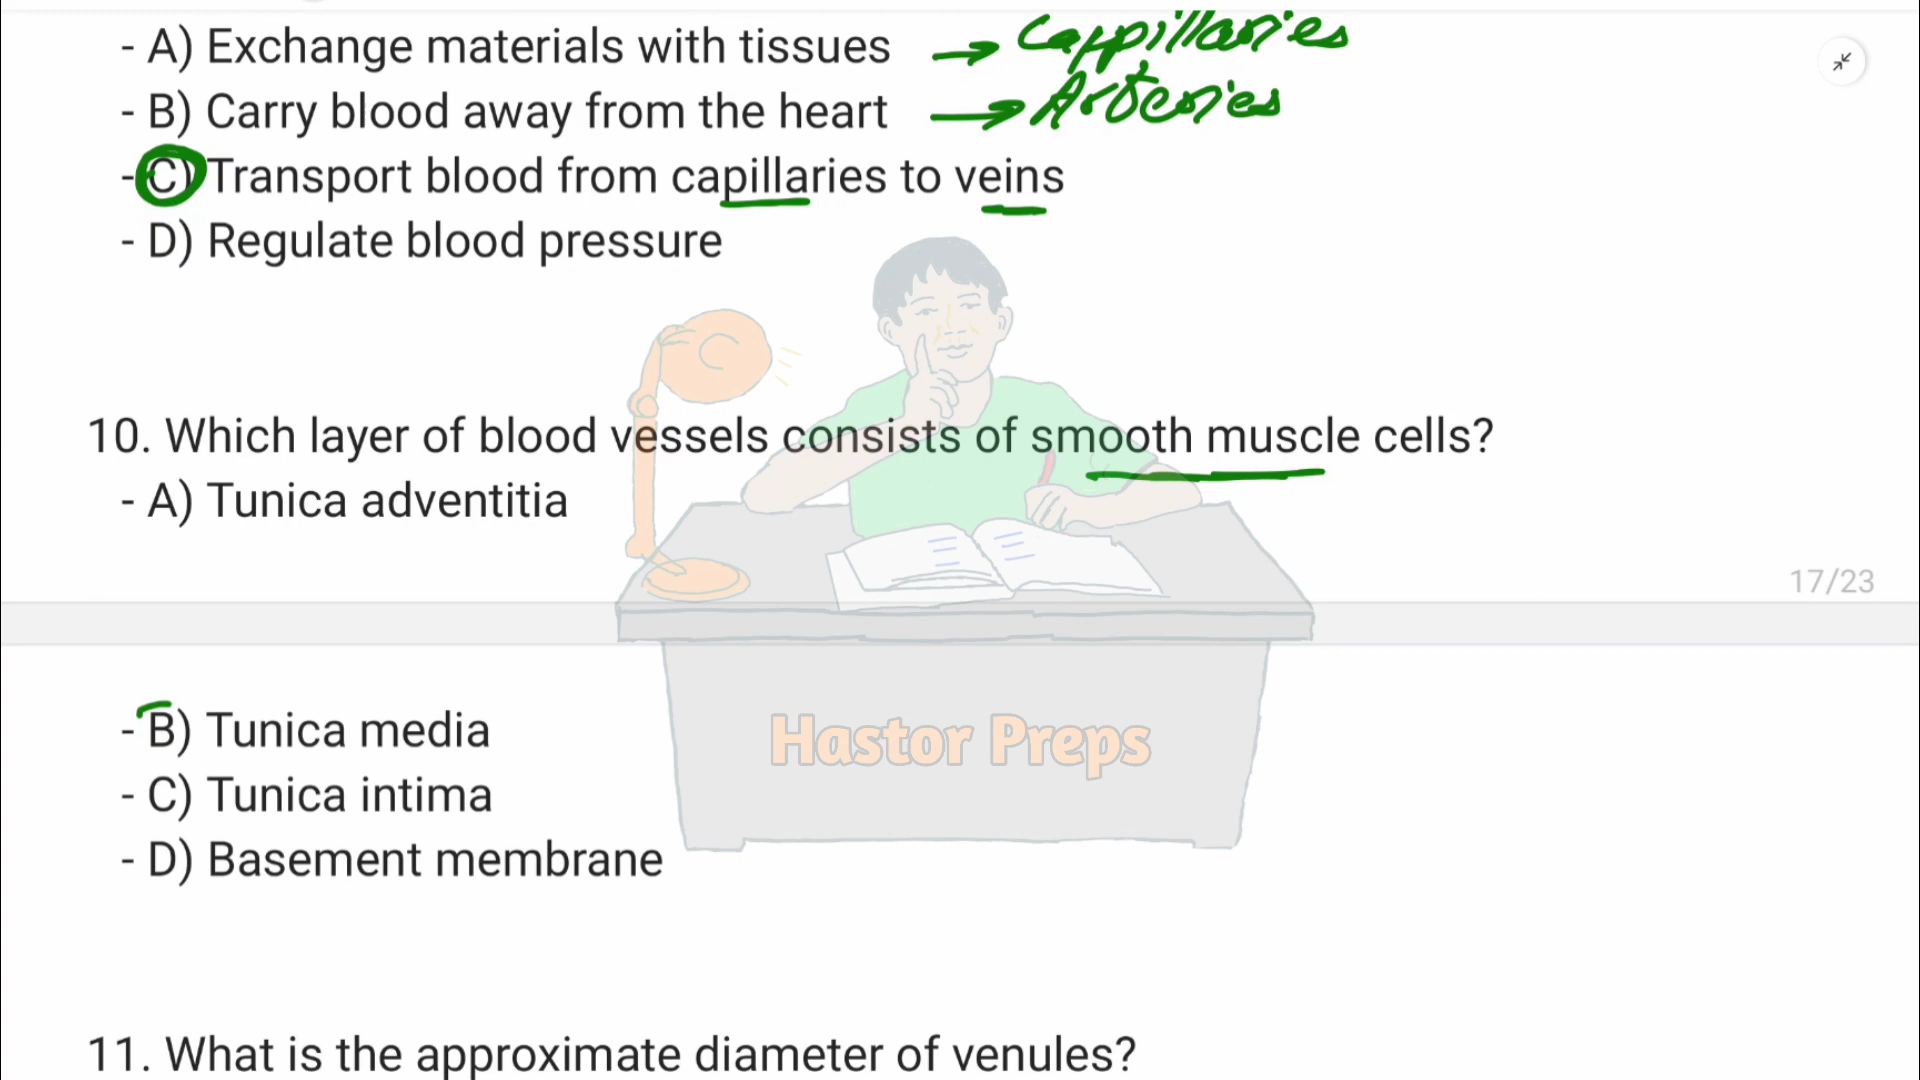 - A) Exchange materials with tissues → Cappillaries
- B) Carry blood away from the heart → Arteries
- C) Transport blood from capillaries to veins
- D) Regulate blood pressure
10. Which layer of blood vessels consists of smooth muscle cells?
- A) Tunica adventitia
17/23
- B) Tunica media
Hastor Preps
- C) Tunica intima
- D) Basement membrane
11. What is the approximate diameter of venules?